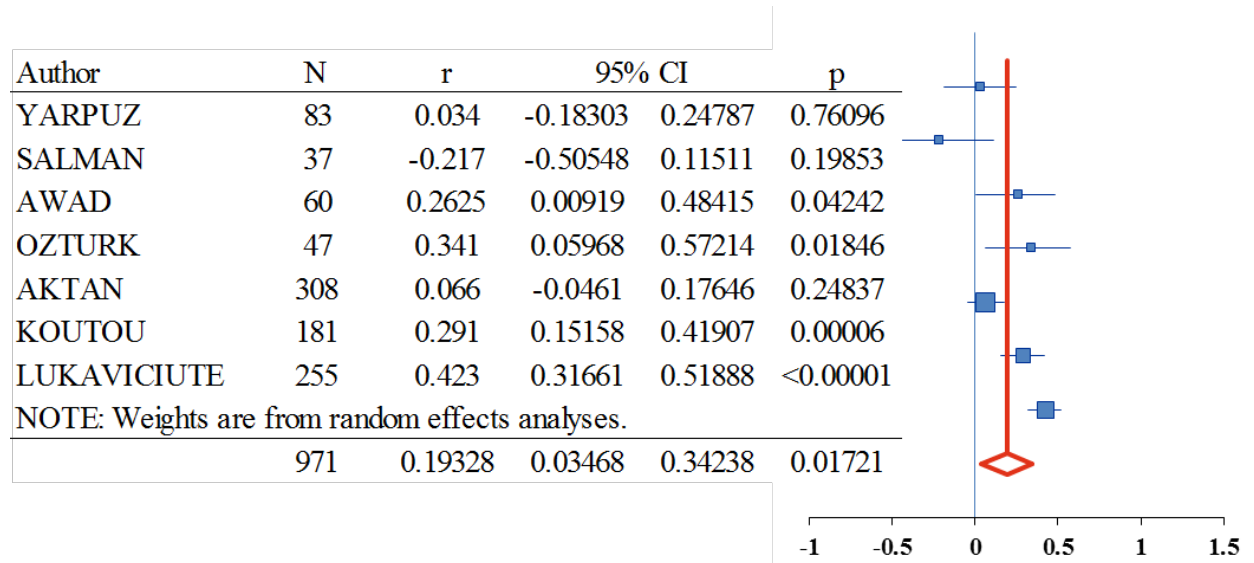 Author N r 95% CI p
YARPUZ 83 0.034 -0.18303 0.24787 0.76096
SALMAN 37 -0.217 -0.50548 0.11511 0.19853
AWAD 60 0.2625 0.00919 0.48415 0.04242
OZTURK 47 0.341 0.05968 0.57214 0.01846
AKTAN 308 0.066 -0.0461 0.17646 0.24837
KOUTOU 181 0.291 0.15158 0.41907 0.00006
LUKAVICIUTE 255 0.423 0.31661 0.51888 <0.00001
NOTE: Weights are from random effects analyses.
971 0.19328 0.03468 0.34238 0.01721
-1 -0.5 0 0.5 1 1.5